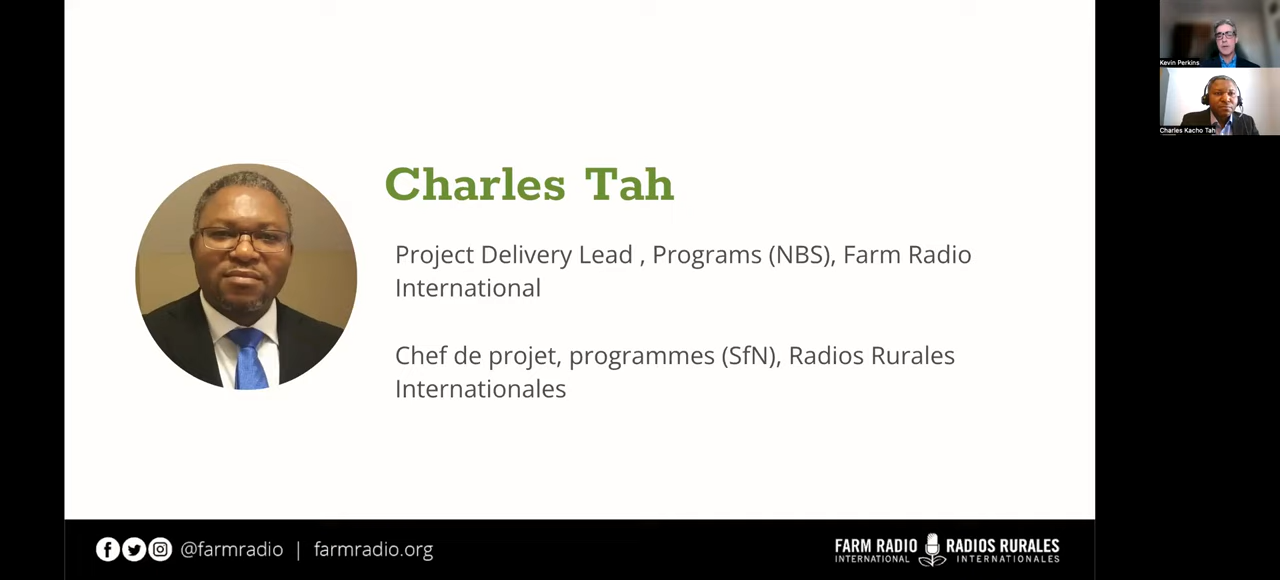 Charles Tah
Project Delivery Lead , Programs (NBS), Farm Radio
International
Chef de projet, programmes (SfN), Radios Rurales
Internationales
@farmradio | farmradio.org
FARM RADIO RADIOS RURALES
INTERNATIONAL INTERNATIONALES
Kevin Perkins
Charles Kacho Tah